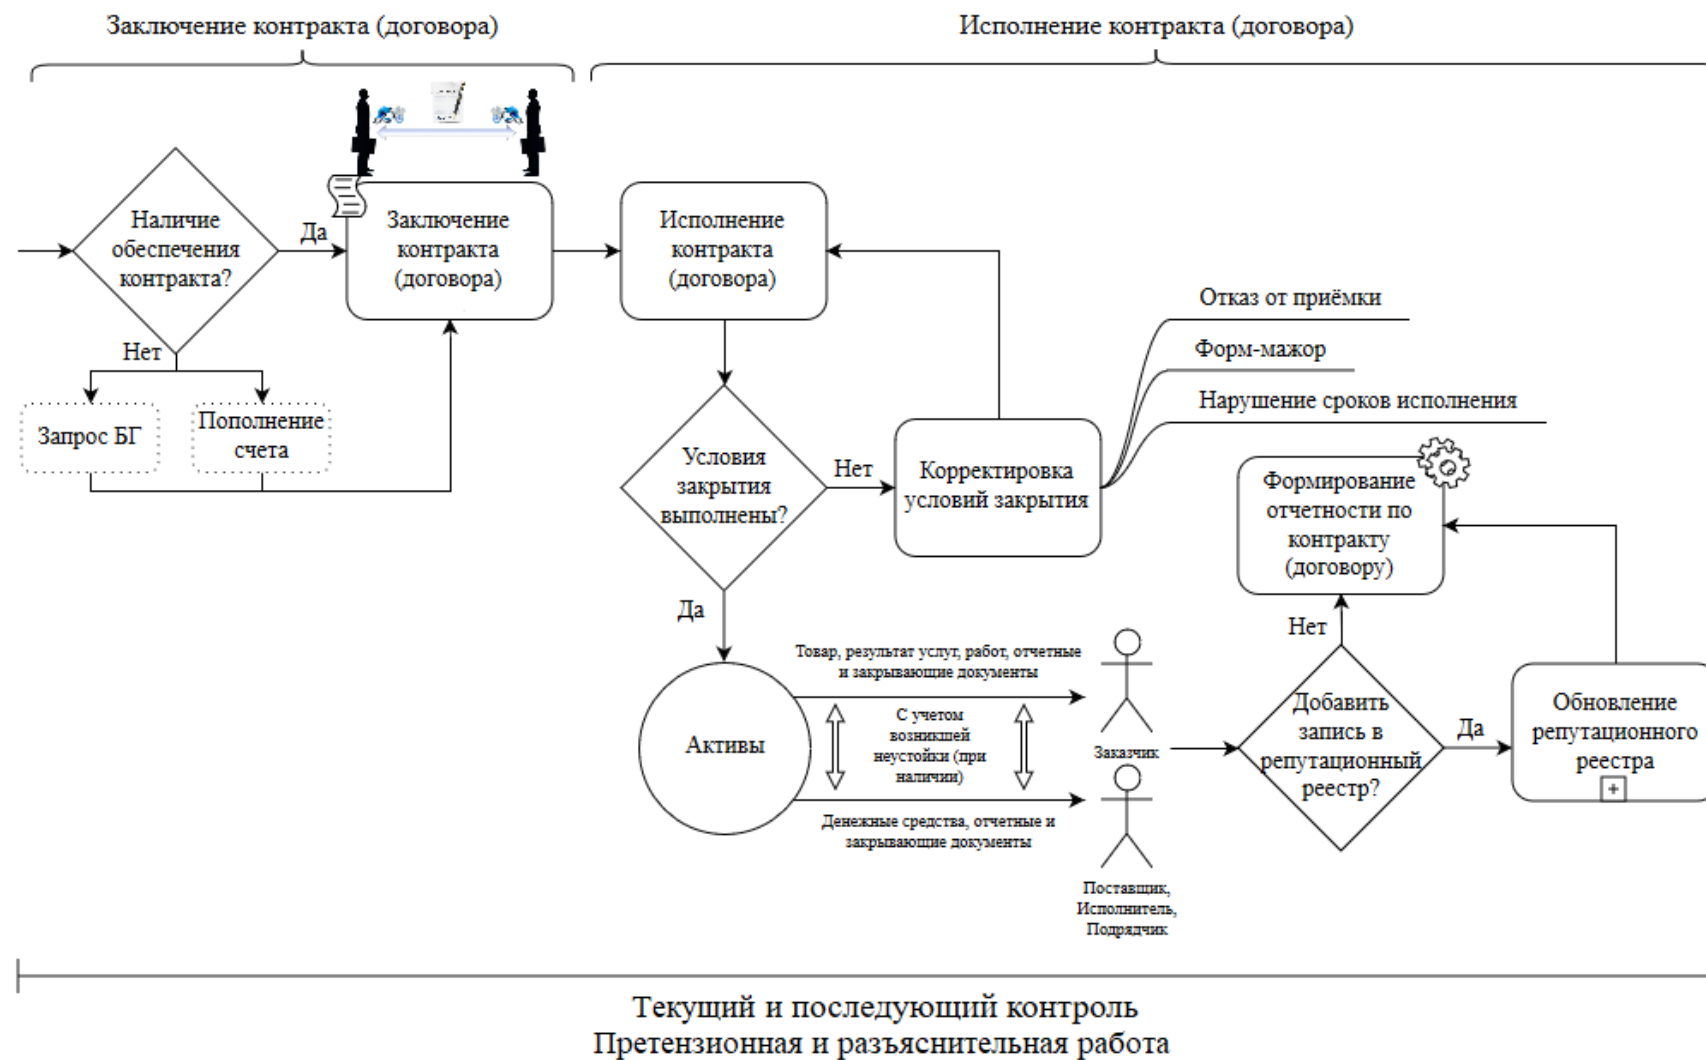 Заключение контракта (договора)
Исполнение контракта (договора)
Наличие
обеспечения
контракта?
Да
Заключение
контракта
(договора)
Исполнение
контракта
(договора)
Нет
Запрос БГ
Пополнение
счета
Отказ от приёмки
Форм-мажор
Нарушение сроков исполнения
Условия
закрытия
выполнены?
Нет
Корректировка
условий закрытия
Формирование
отчетности по
контракту
(договору)
Да
Нет
Активы
Товар, результат услуг, работ, отчетные
и закрывающие документы
С учетом
возникшей
неустойки (при
наличии)
Денежные средства, отчетные и
закрывающие документы
Заказчик
Поставщик,
Исполнитель,
Подрядчик
Добавить
запись в
репутационный
реестр?
Да
Обновление
репутационного
реестра
+
Текущий и последующий контроль
Претензионная и разъяснительная работа